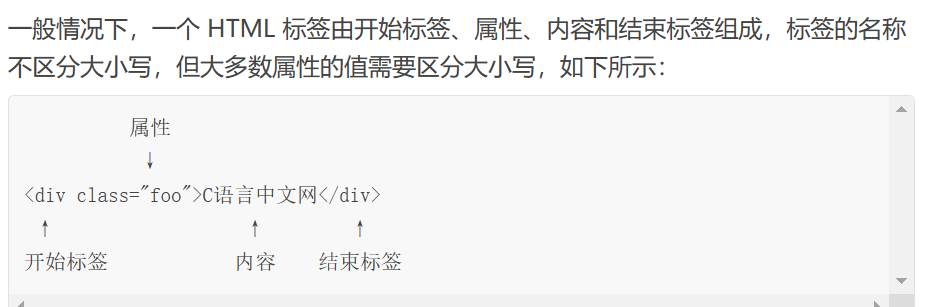 一般情况下，一个 HTML 标签由开始标签、属性、内容和结束标签组成，标签的名称
不区分大小写，但大多数属性的值需要区分大小写，如下所示：
属性
↓
<div class="foo">C语言中文网</div>
↑ ↑ ↑
开始标签 内容 结束标签